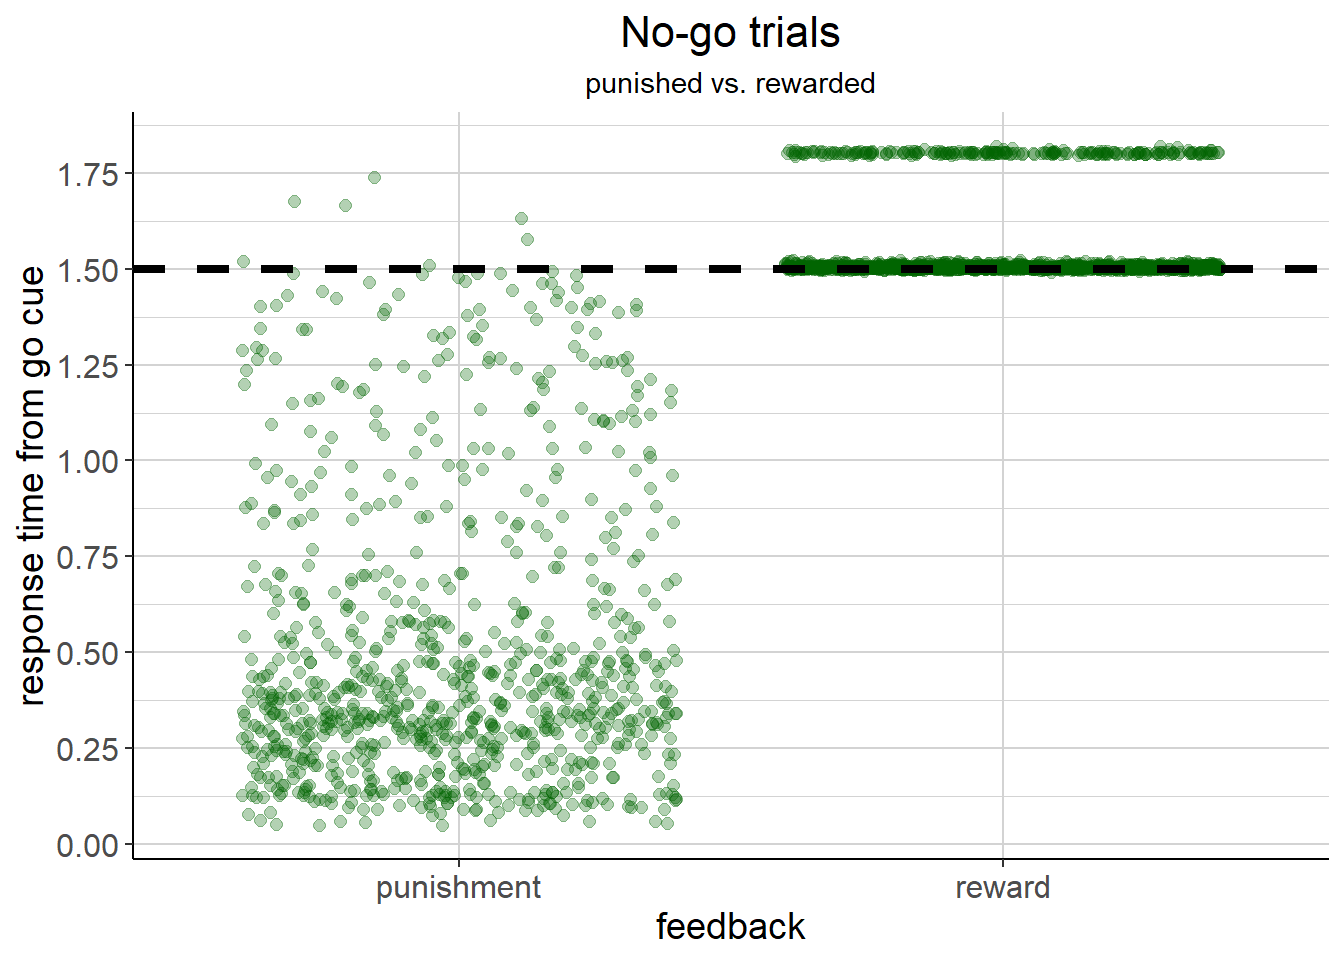 No-go trials
punished vs. rewarded
response time from go cue
1.75
1.50
1.25
1.00
0.75
0.50
0.25
0.00
punishment
reward
feedback